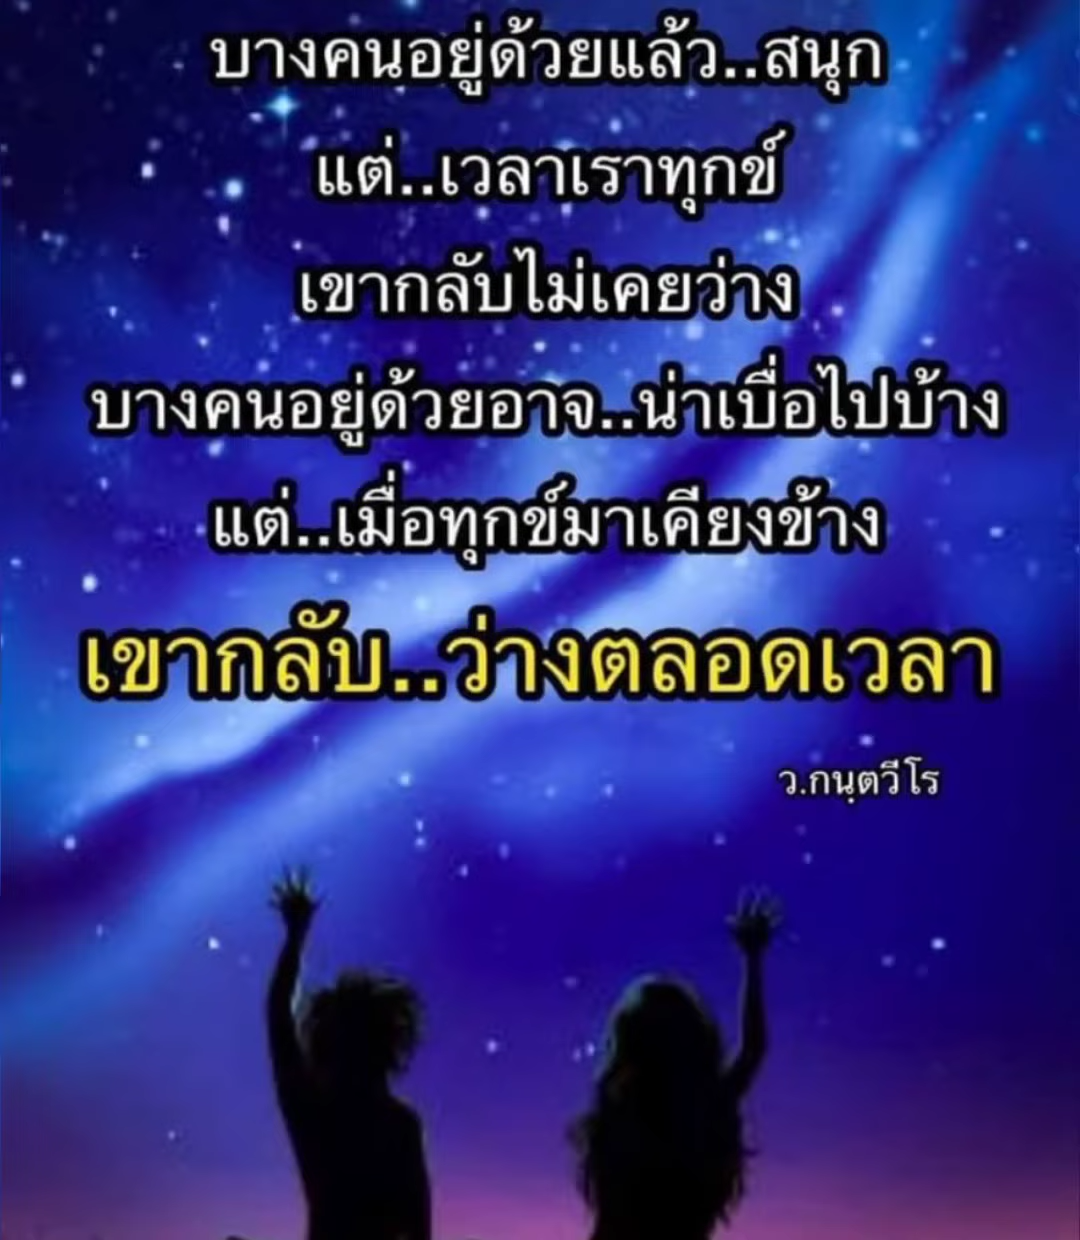 บางคนอยู่ด้วยแล้ว..สนุก
แต่..เวลาเราทุกข์
เขากลับไม่เคยว่าง
บางคนอยู่ด้วยอาจ..น่าเบื่อไปบ้าง
แต่..เมื่อทุกข์มาเคียงข้าง
เขากลับ..ว่างตลอดเวลา
ว.กนฺตวีโร